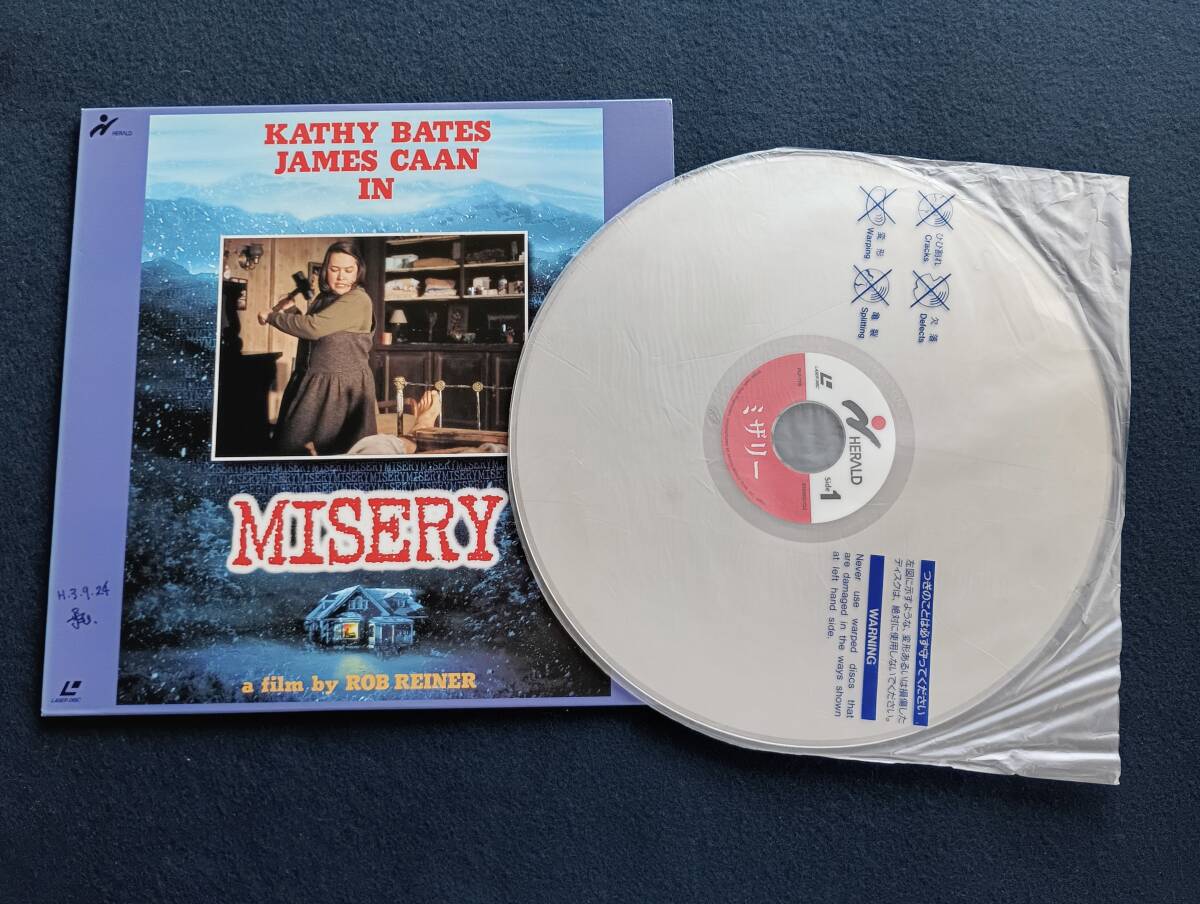 HERALD
KATHY BATES
JAMES CAAN
IN
MISERY
a film by ROB REINER
H.3.9.24
LASER DISC
ひび割れ
Cracks
変形
Warping
欠落
Defects
亀裂
Splitting
LASER DISC
HERALD
Side 1
ミザリー
つぎのことは必ず守ってください
左図に示すような、変形あるいは損傷した
ディスクは、絶対に使用しないでください。
WARNING
Never use warped discs that
are damaged in the ways shown
at left hand side.